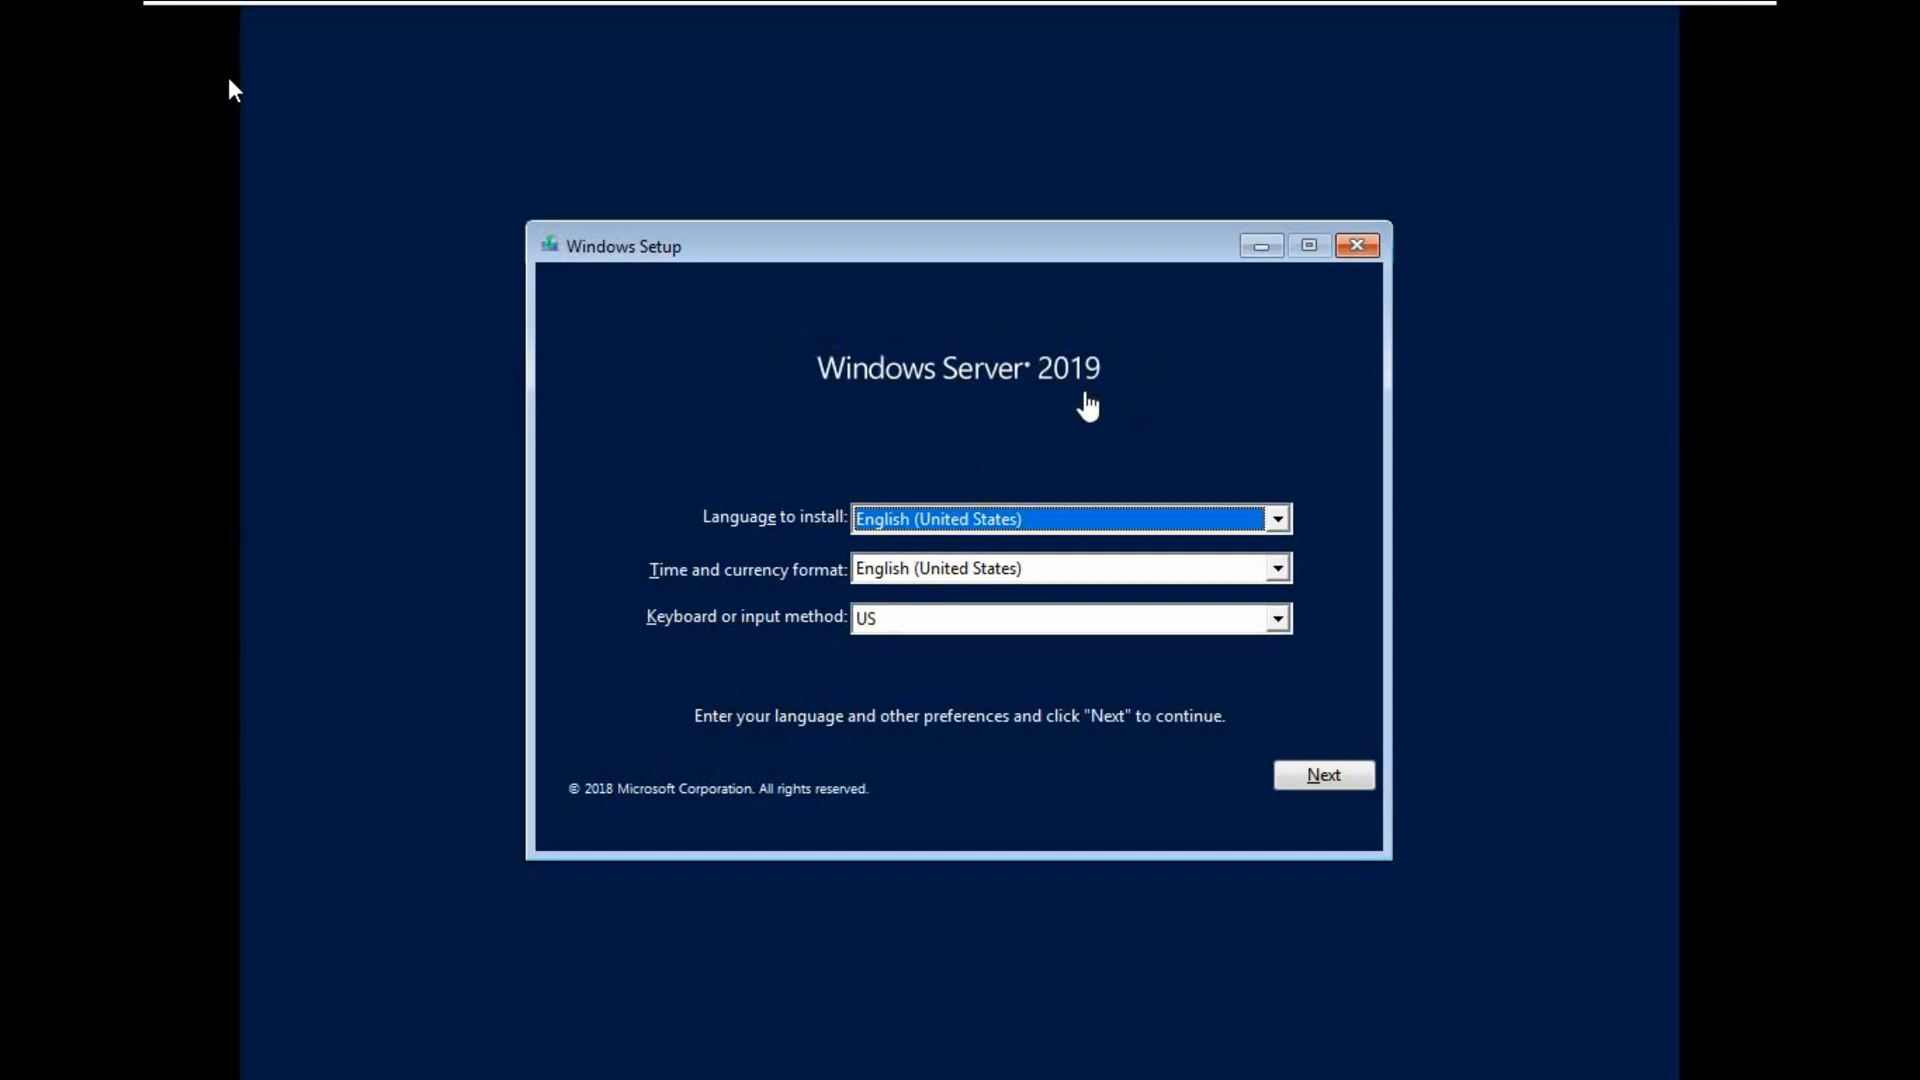 Windows Setup
Windows Server® 2019
Language to install: English (United States)
Time and currency format: English (United States)
Keyboard or input method: US
Enter your language and other preferences and click "Next" to continue.
Next
© 2018 Microsoft Corporation. All rights reserved.